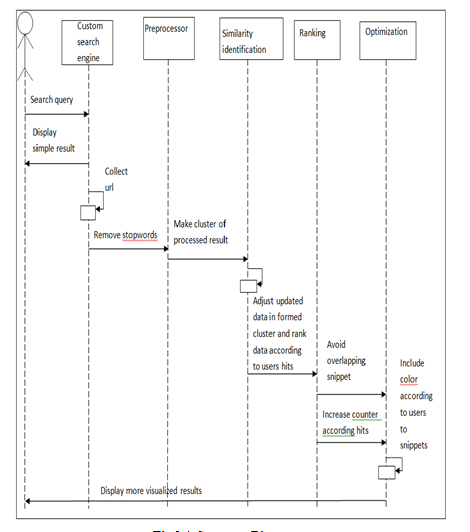 Custom
search
engine
Preprocessor
Similarity
identification
Ranking
Optimization
Search query
Display
simple result
Collect
url
Remove stopwords
Make cluster of
processed result
Adjust updated
data in formed
cluster and rank
data according
to users hits
Avoid
overlapping
snippet
Include
color
according
to users
to
snippets
Increase counter
according hits
Display more visualized results